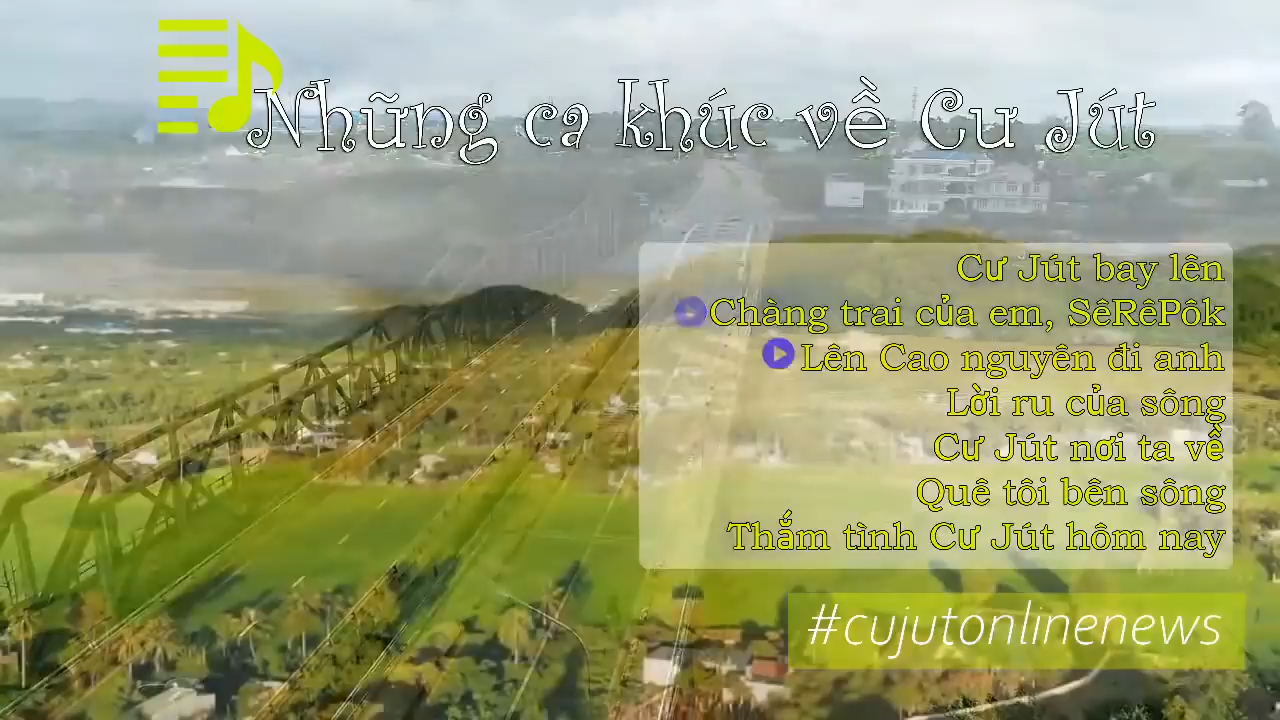 Những ca khúc về Cư Jút
Cư Jút bay lên
Chàng trai của em, SêRêPôk
Lên Cao nguyên đi anh
Lời ru của sông
Cư Jút nơi ta về
Quê tôi bên sông
Thắm tình Cư Jút hôm nay
#cujutonlinenews